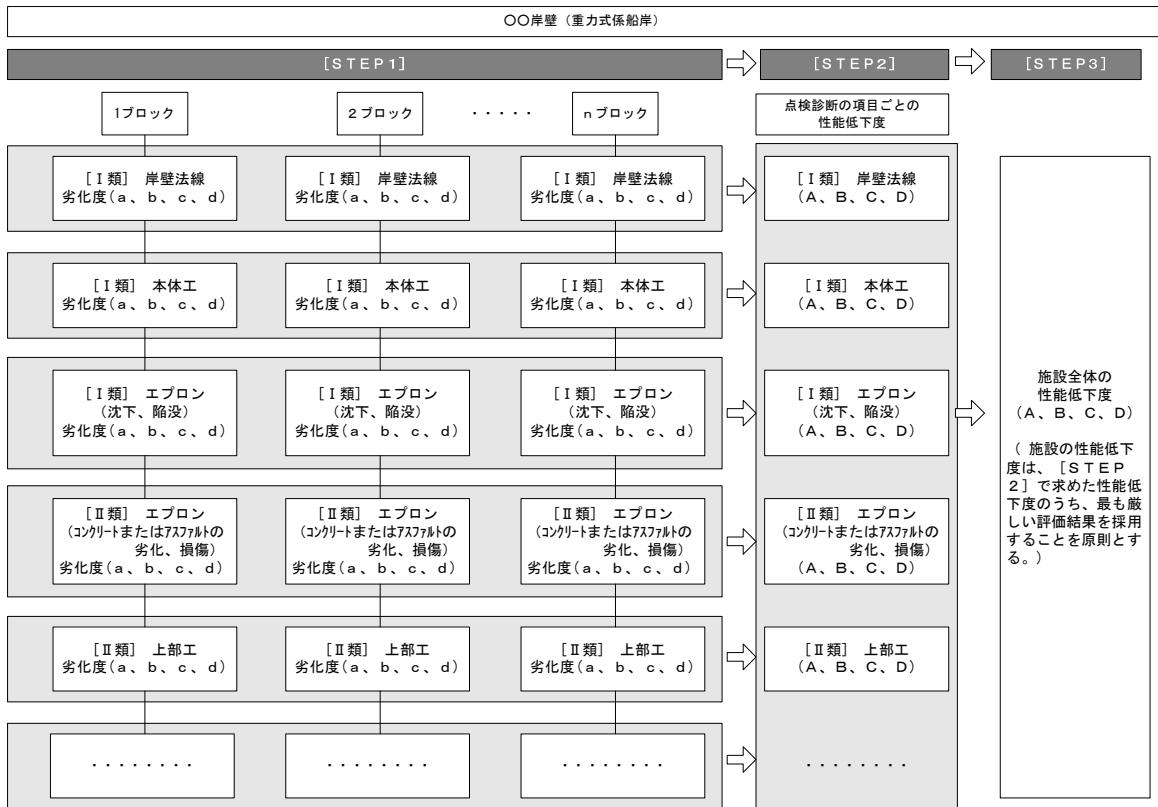 〇〇岸壁（重力式係船岸）
［ＳＴＥＰ１］
［ＳＴＥＰ２］
［ＳＴＥＰ３］
１ブロック
２ブロック
・・・・・
ｎブロック
点検診断の項目ごとの
性能低下度
［Ⅰ類］ 岸壁法線
劣化度(ａ、ｂ、ｃ、ｄ)
［Ⅰ類］ 岸壁法線
劣化度(ａ、ｂ、ｃ、ｄ)
［Ⅰ類］ 岸壁法線
劣化度(ａ、ｂ、ｃ、ｄ)
［Ⅰ類］ 岸壁法線
(Ａ、Ｂ、Ｃ、Ｄ)
［Ⅰ類］ 本体工
劣化度(ａ、ｂ、ｃ、ｄ)
［Ⅰ類］ 本体工
劣化度(ａ、ｂ、ｃ、ｄ)
［Ⅰ類］ 本体工
劣化度(ａ、ｂ、ｃ、ｄ)
［Ⅰ類］ 本体工
(Ａ、Ｂ、Ｃ、Ｄ)
［Ⅰ類］ エプロン
(沈下、陥没)
劣化度(ａ、ｂ、ｃ、ｄ)
［Ⅰ類］ エプロン
(沈下、陥没)
劣化度(ａ、ｂ、ｃ、ｄ)
［Ⅰ類］ エプロン
(沈下、陥没)
劣化度(ａ、ｂ、ｃ、ｄ)
［Ⅰ類］ エプロン
(沈下、陥没)
(Ａ、Ｂ、Ｃ、Ｄ)
［Ⅱ類］ エプロン
(ｺﾝｸﾘｰﾄまたはｱｽﾌｧﾙﾄの
劣化、損傷)
劣化度(ａ、ｂ、ｃ、ｄ)
［Ⅱ類］ エプロン
(ｺﾝｸﾘｰﾄまたはｱｽﾌｧﾙﾄの
劣化、損傷)
劣化度(ａ、ｂ、ｃ、ｄ)
［Ⅱ類］ エプロン
(ｺﾝｸﾘｰﾄまたはｱｽﾌｧﾙﾄの
劣化、損傷)
劣化度(ａ、ｂ、ｃ、ｄ)
［Ⅱ類］ エプロン
(ｺﾝｸﾘｰﾄまたはｱｽﾌｧﾙﾄの
劣化、損傷)
(Ａ、Ｂ、Ｃ、Ｄ)
［Ⅱ類］ 上部工
劣化度(ａ、ｂ、ｃ、ｄ)
［Ⅱ類］ 上部工
劣化度(ａ、ｂ、ｃ、ｄ)
［Ⅱ類］ 上部工
劣化度(ａ、ｂ、ｃ、ｄ)
［Ⅱ類］ 上部工
(Ａ、Ｂ、Ｃ、Ｄ)
・・・・・・・・
・・・・・・・・
・・・・・・・・
・・・・・・・・
施設全体の
性能低下度
（Ａ、Ｂ、Ｃ、Ｄ）
（ 施設の性能低下
度は、［ＳＴＥＰ
２］で求めた性能低
下度のうち、最も厳
しい評価結果を採用
することを原則とす
る。）